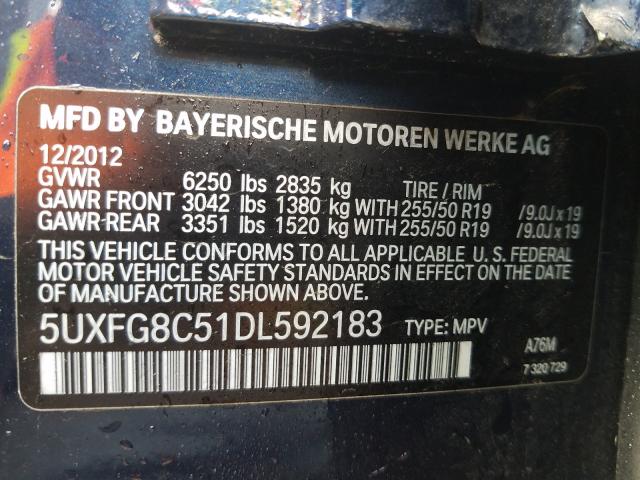 MFD BY BAYERISCHE MOTOREN WERKE AG
12/2012
GVWR 6250 lbs 2835 kg TIRE / RIM
GAWR FRONT 3042 lbs 1380 kg WITH 255/50 R19 /9.0J x 19
GAWR-REAR 3351 lbs 1520 kg WITH 255/50 R19 /9.0J x 19
THIS VEHICLE CONFORMS TO ALL APPLICABLE U. S. FEDERAL
MOTOR VEHICLE SAFETY STANDARDS IN EFFECT ON THE DATE
OF MANUFACTURE SHOWN ABOVE.
5UXFG8C51DL592183 TYPE: MPV
A76M
7 320 729